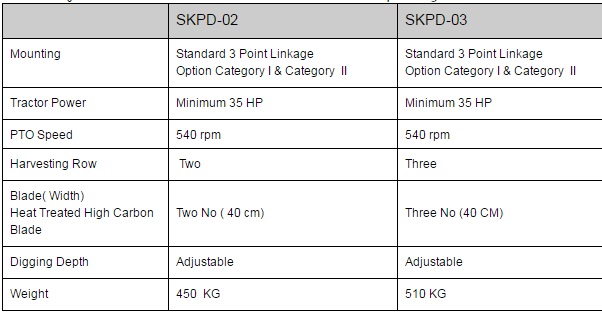 SKPD-02 SKPD-03
Mounting Standard 3 Point Linkage Standard 3 Point Linkage
Option Category I & Category II Option Category I & Category II
Tractor Power Minimum 35 HP Minimum 35 HP
PTO Speed 540 rpm 540 rpm
Harvesting Row Two Three
Blade( Width)
Heat Treated High Carbon Two No ( 40 cm) Three No (40 CM)
Blade
Digging Depth Adjustable Adjustable
Weight 450 KG 510 KG